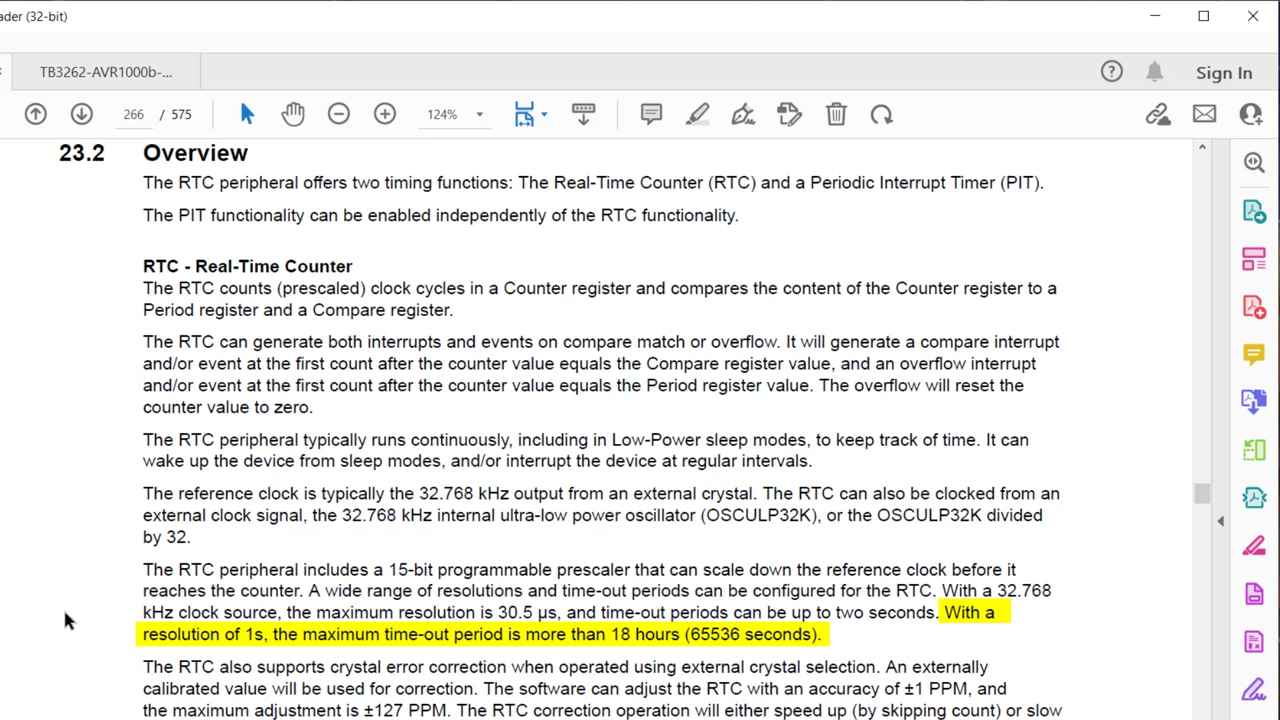 ader (32-bit)
TB3262-AVR1000b-...
Sign In
266 / 575
124%
23.2 Overview
The RTC peripheral offers two timing functions: The Real-Time Counter (RTC) and a Periodic Interrupt Timer (PIT).
The PIT functionality can be enabled independently of the RTC functionality.
RTC - Real-Time Counter
The RTC counts (prescaled) clock cycles in a Counter register and compares the content of the Counter register to a
Period register and a Compare register.
The RTC can generate both interrupts and events on compare match or overflow. It will generate a compare interrupt
and/or event at the first count after the counter value equals the Compare register value, and an overflow interrupt
and/or event at the first count after the counter value equals the Period register value. The overflow will reset the
counter value to zero.
The RTC peripheral typically runs continuously, including in Low-Power sleep modes, to keep track of time. It can
wake up the device from sleep modes, and/or interrupt the device at regular intervals.
The reference clock is typically the 32.768 kHz output from an external crystal. The RTC can also be clocked from an
external clock signal, the 32.768 kHz internal ultra-low power oscillator (OSCULP32K), or the OSCULP32K divided
by 32.
The RTC peripheral includes a 15-bit programmable prescaler that can scale down the reference clock before it
reaches the counter. A wide range of resolutions and time-out periods can be configured for the RTC. With a 32.768
kHz clock source, the maximum resolution is 30.5 μs, and time-out periods can be up to two seconds. With a
resolution of 1s, the maximum time-out period is more than 18 hours (65536 seconds).
The RTC also supports crystal error correction when operated using external crystal selection. An externally
calibrated value will be used for correction. The software can adjust the RTC with an accuracy of ±1 PPM, and
the maximum adjustment is ±127 PPM. The RTC correction operation will either speed up (by skipping count) or slow